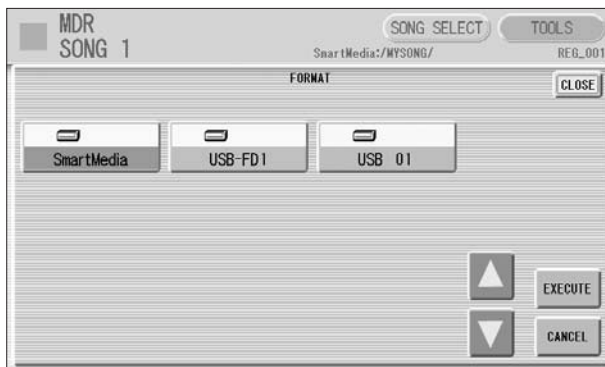 MDR SONG SELECT TOOLS
SONG 1 SmartMedia:/MYSONG/ REG_001
FORMAT
CLOSE
SmartMedia USB-FD1 USB 01
EXECUTE
CANCEL